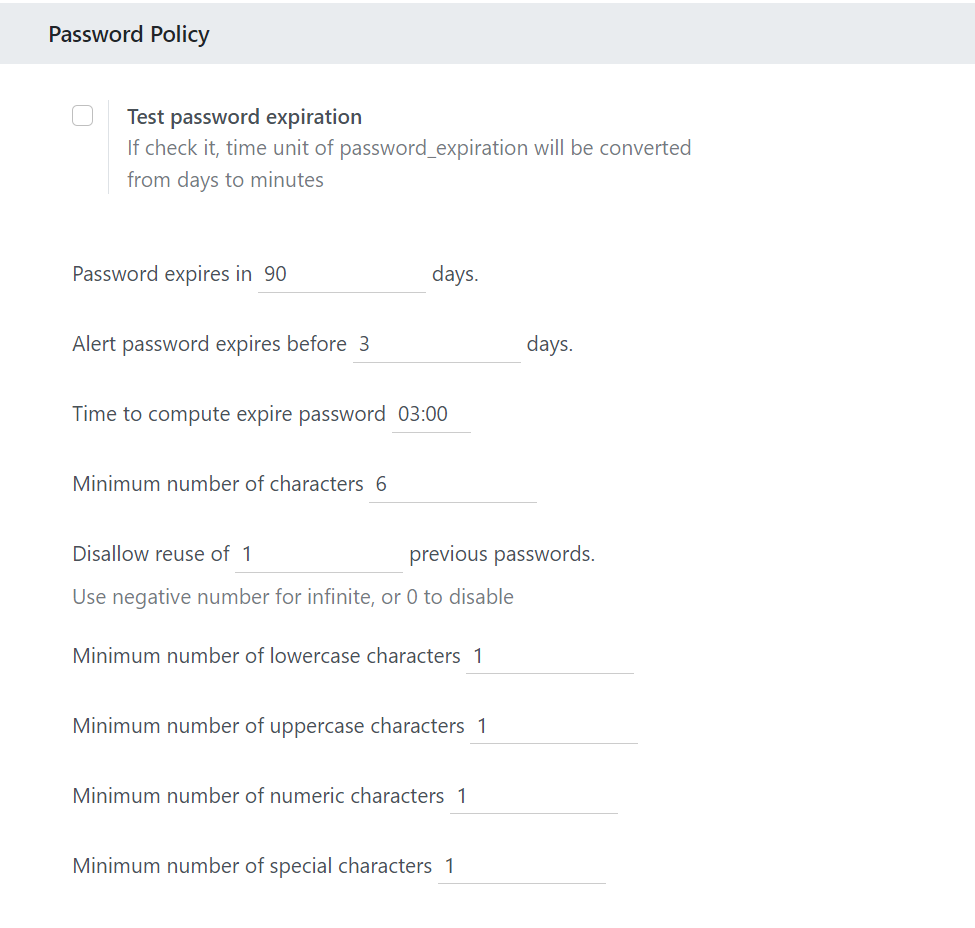 Password Policy
Test password expiration
If check it, time unit of password_expiration will be converted
from days to minutes
Password expires in 90 days.
Alert password expires before 3 days.
Time to compute expire password 03:00
Minimum number of characters 6
Disallow reuse of 1 previous passwords.
Use negative number for infinite, or 0 to disable
Minimum number of lowercase characters 1
Minimum number of uppercase characters 1
Minimum number of numeric characters 1
Minimum number of special characters 1